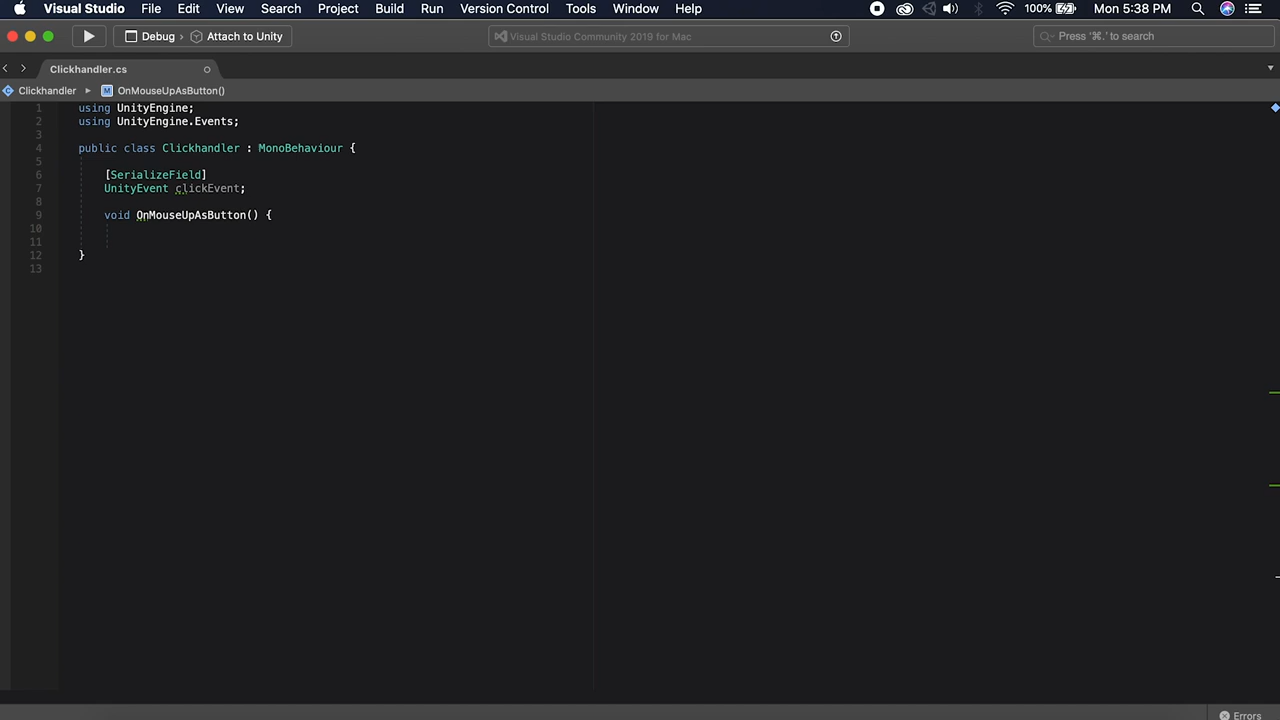 Visual Studio File Edit View Search Project Build Run Version Control Tools Window Help 100% Mon 5:38 PM
Debug › Attach to Unity Visual Studio Community 2019 for Mac Press '⌘.' to search
Clickhandler.cs
Clickhandler M OnMouseUpAsButton()
1 using UnityEngine;
2 using UnityEngine.Events;
3
4 public class Clickhandler : MonoBehaviour {
5
6 [SerializeField]
7 UnityEvent clickEvent;
8
9 void OnMouseUpAsButton() {
10
11
12 }
13
Errors